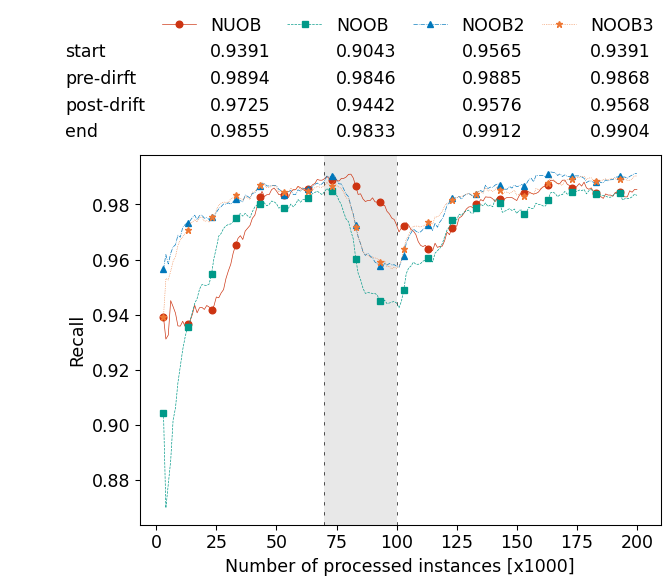 NUOB NOOB NOOB2 NOOB3
start 0.9391 0.9043 0.9565 0.9391
pre-dirft 0.9894 0.9846 0.9885 0.9868
post-drift 0.9725 0.9442 0.9576 0.9568
end 0.9855 0.9833 0.9912 0.9904
0.98
0.96
0.94
0.92
0.90
0.88
Recall
0 25 50 75 100 125 150 175 200
Number of processed instances [x1000]